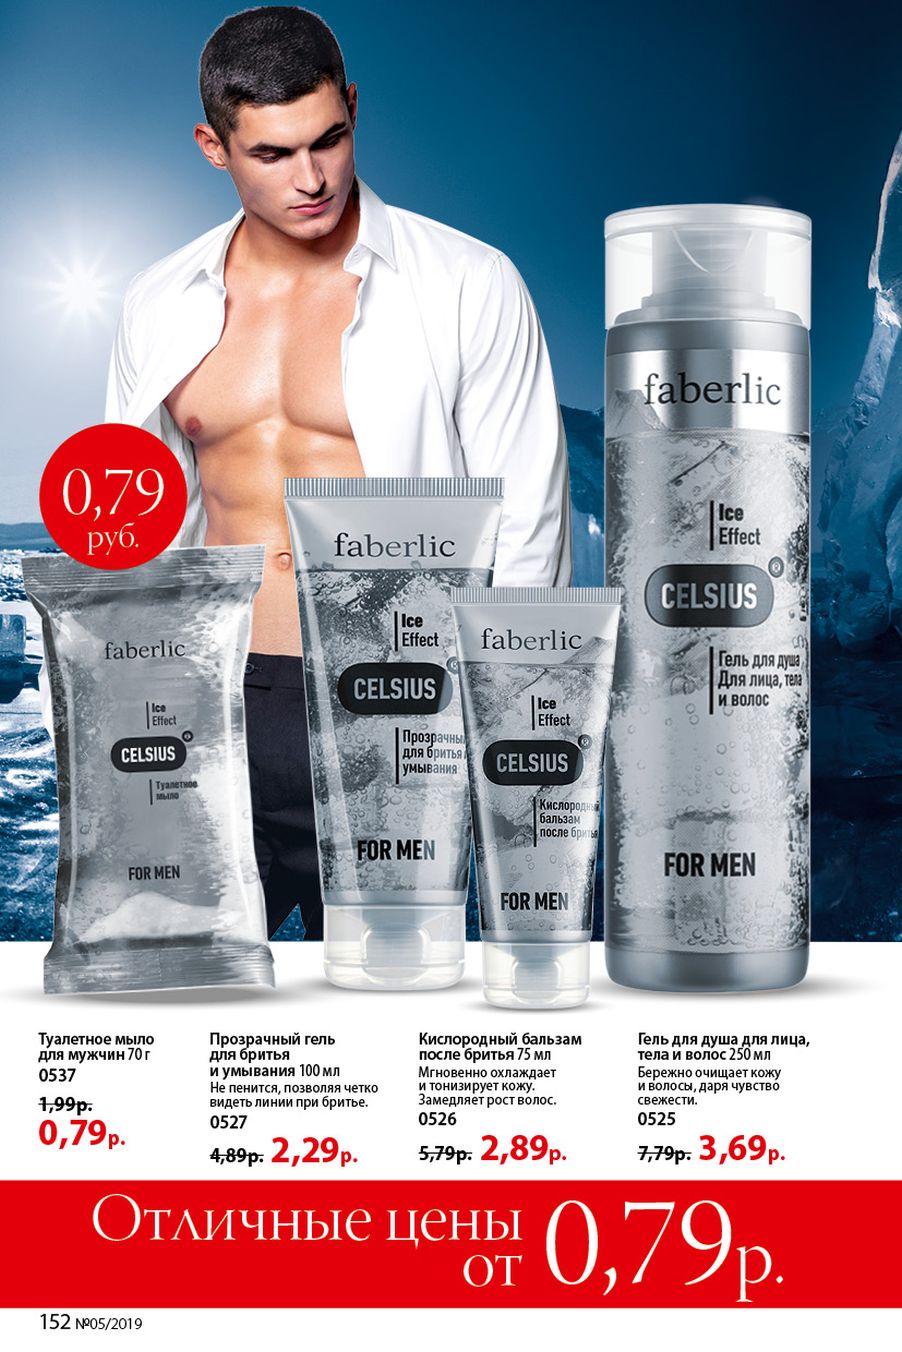 0,79
руб.
faberlic
Ice
Effect
CELSIUS®
Туалетное
мыло
FOR MEN
faberlic
Ice
Effect
CELSIUS®
Прозрачный
для бритья
умывания
FOR MEN
faberlic
Ice
Effect
CELSIUS®
Кислородный
бальзам
после бритья
FOR MEN
faberlic
Ice
Effect
CELSIUS®
Гель для душа
Для лица, тела
и волос
FOR MEN
Туалетное мыло
для мужчин 70 г
0537
1,99р.
0,79р.
Прозрачный гель
для бритья
и умывания 100 мл
Не пенится, позволяя четко
видеть линии при бритье.
0527
4,89р. 2,29р.
Кислородный бальзам
после бритья 75 мл
Мгновенно охлаждает
и тонизирует кожу.
Замедляет рост волос.
0526
5,79р. 2,89р.
Гель для душа для лица,
тела и волос 250 мл
Бережно очищает кожу
и волосы, даря чувство
свежести.
0525
7,79р. 3,69р.
Отличные цены
от 0,79р.
152 №05/2019